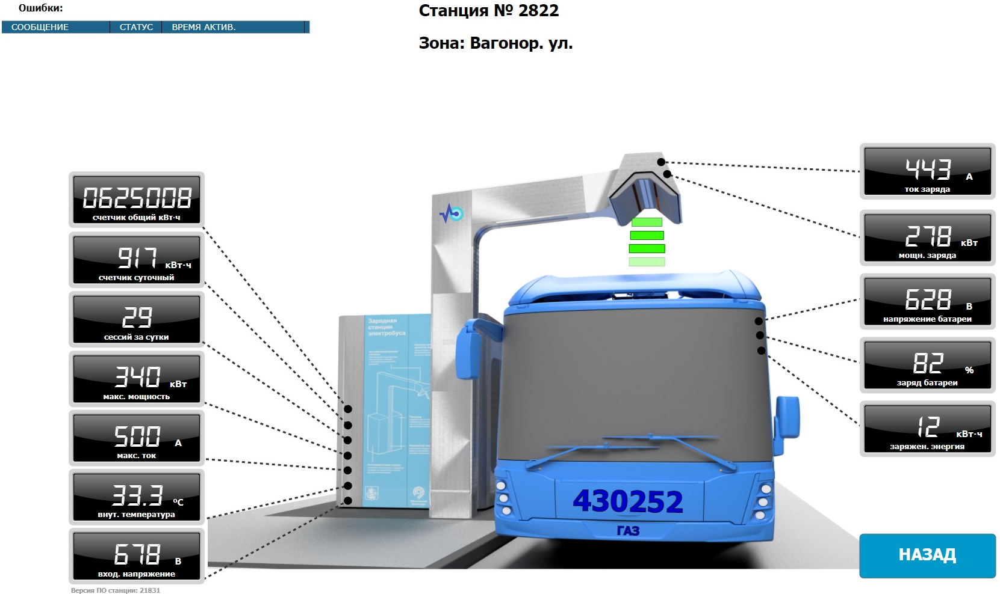 Ошибки:
СООБЩЕНИЕ СТАТУС ВРЕМЯ АКТИВ.
Станция № 2822
Зона: Вагонор. ул.
0625008
счетчик общий кВт·ч
917 кВт·ч
счетчик суточный
29
сессий за сутки
340 кВт
макс. мощность
500 А
макс. ток
33.3 °С
внут. температура
678 В
вход. напряжение
Версия ПО станции: 21831
Зарядная
станция
электробуса
430252
ГАЗ
443 А
ток заряда
278 кВт
мощн. заряда
628 В
напряжение батареи
82 %
заряд батареи
12 кВт·ч
заряжен. энергия
НАЗАД